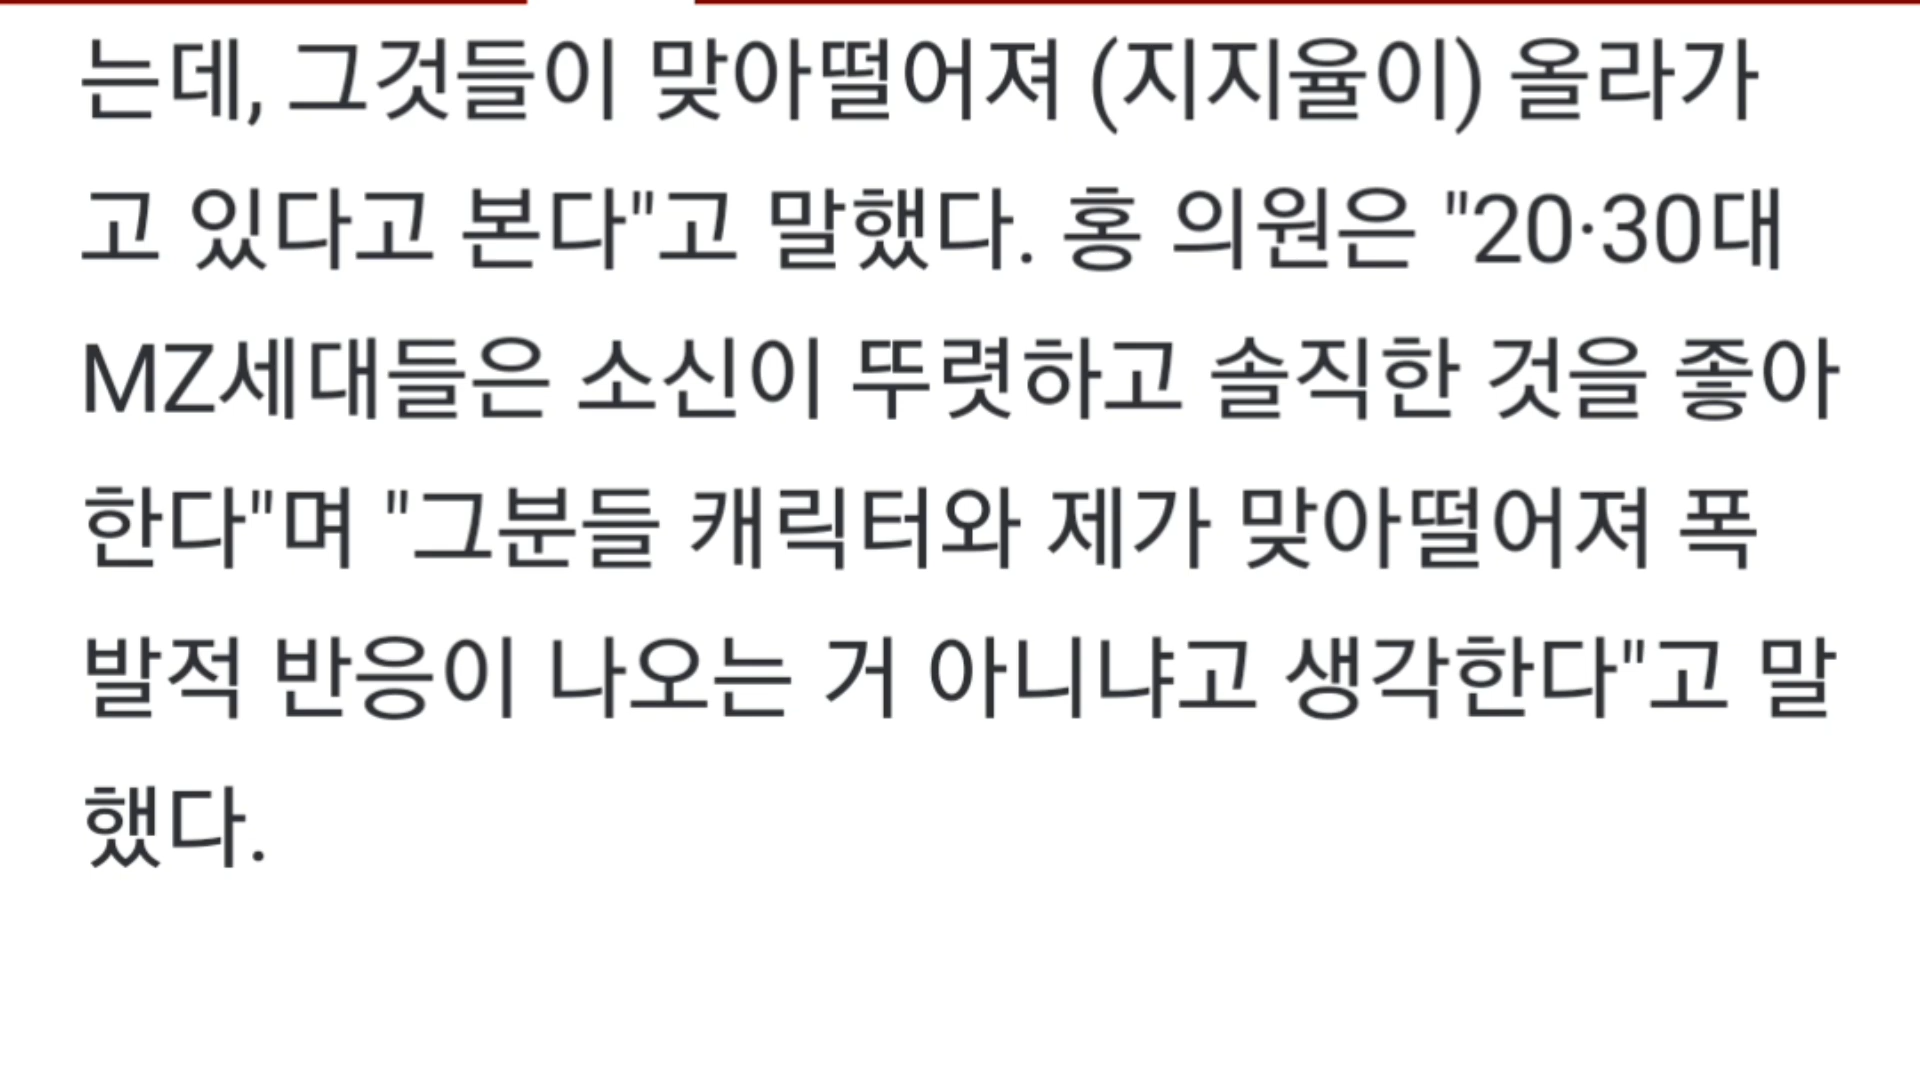 는데, 그것들이 맞아떨어져 (지지율이) 올라가
고 있다고 본다"고 말했다. 홍 의원은 "20·30대
MZ세대들은 소신이 뚜렷하고 솔직한 것을 좋아
한다"며 "그분들 캐릭터와 제가 맞아떨어져 폭
발적 반응이 나오는 거 아니냐고 생각한다"고 말
했다.